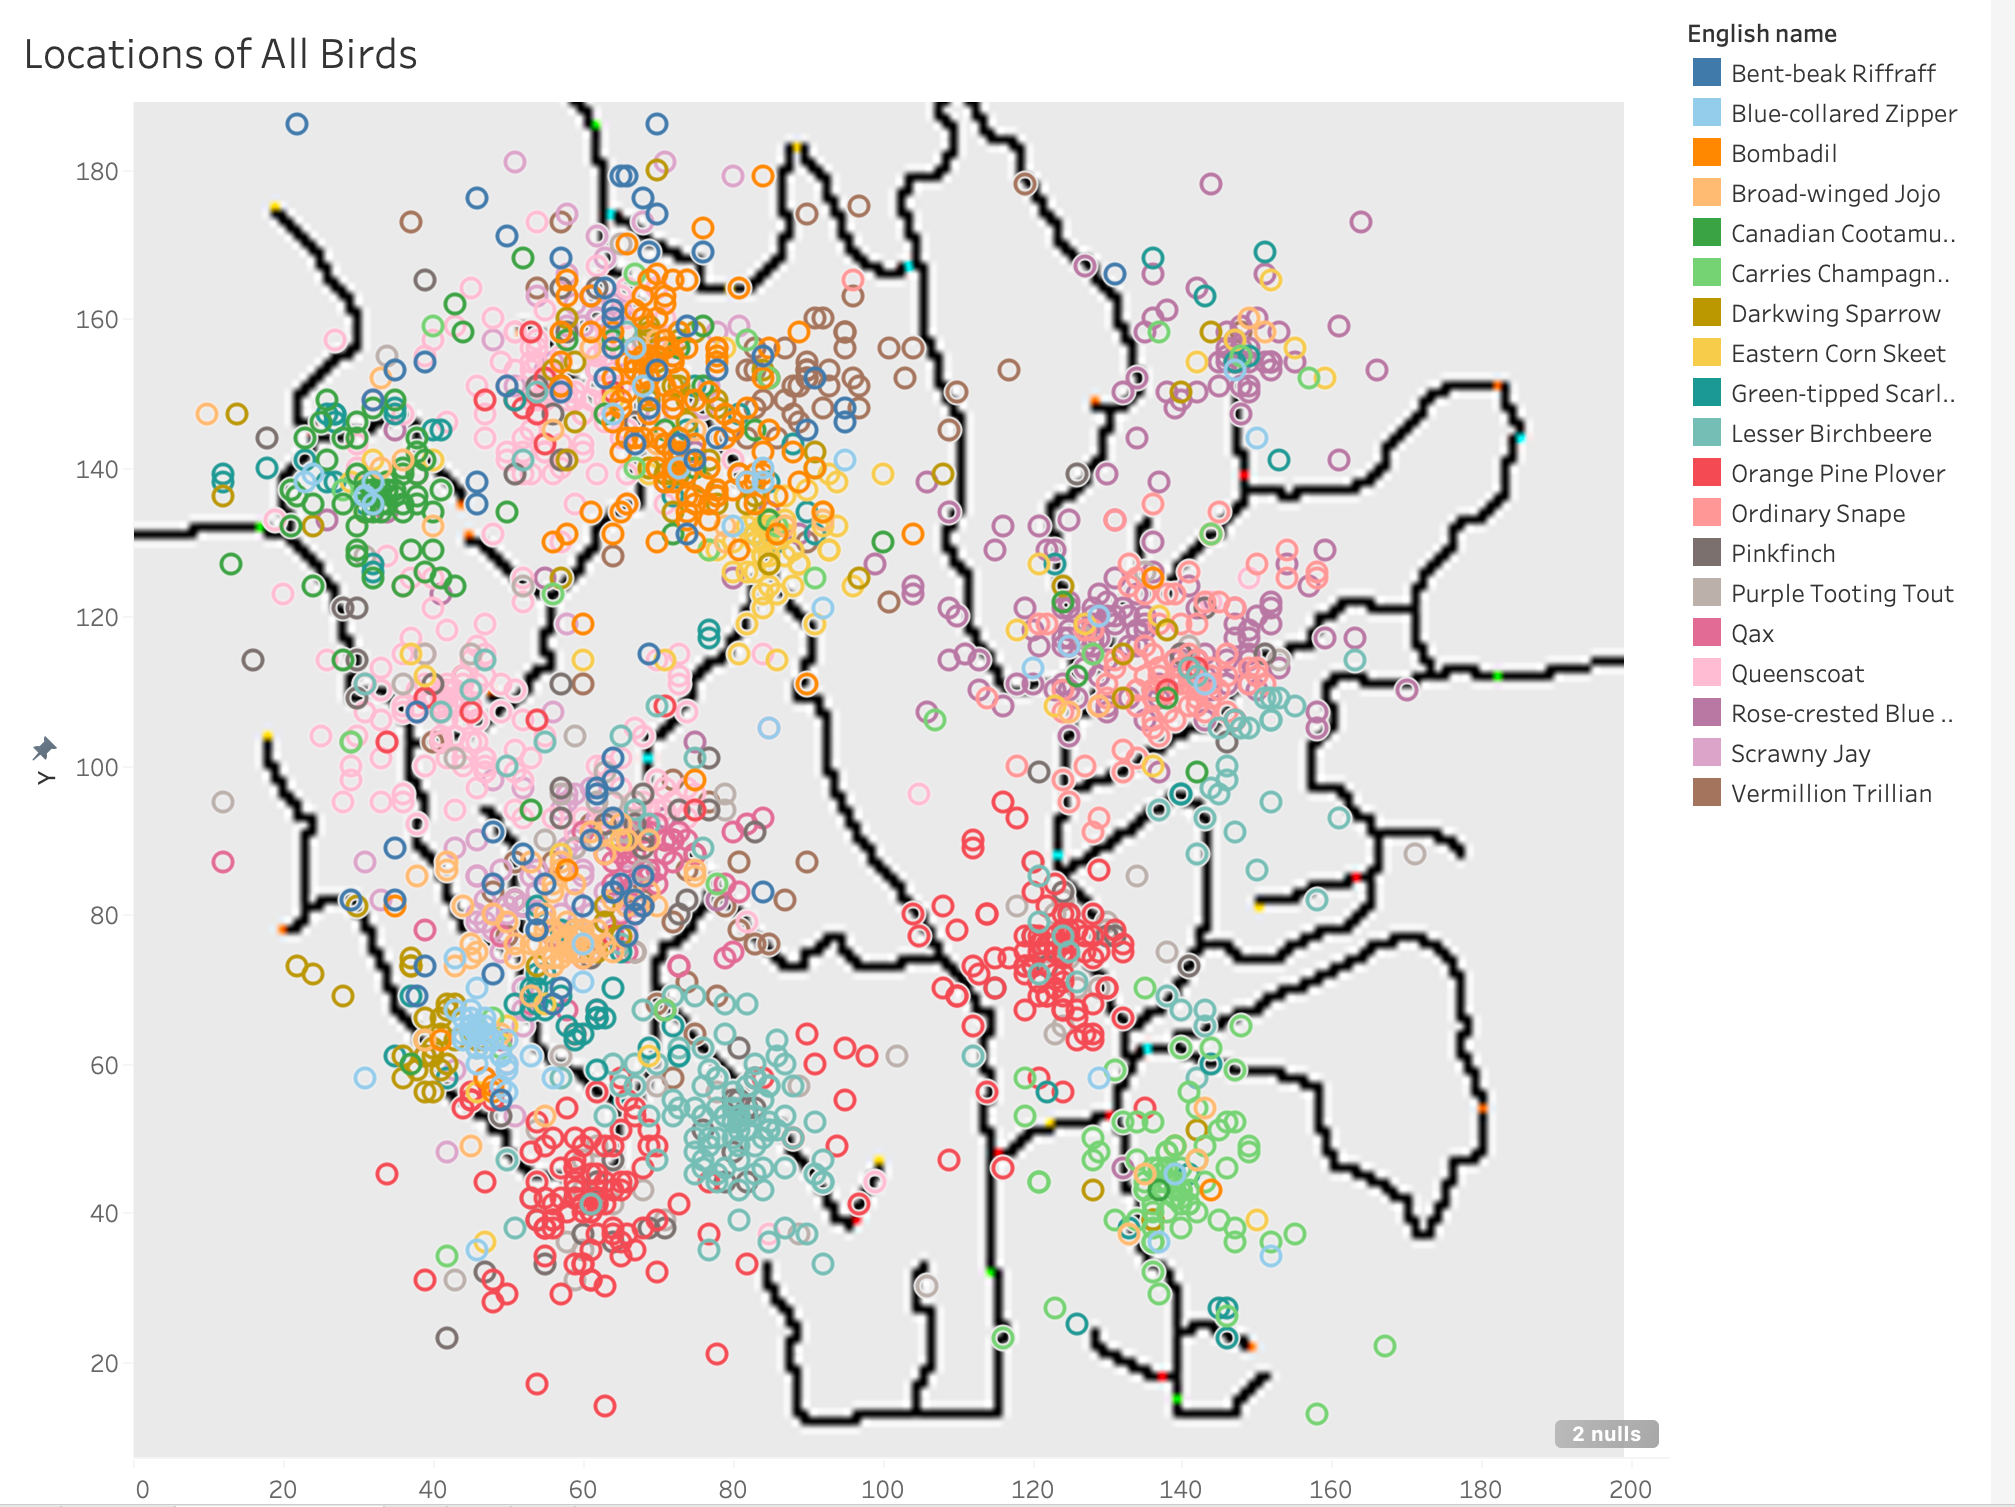 Locations of All Birds
English name
Bent-beak Riffraff
Blue-collared Zipper
Bombadil
Broad-winged Jojo
Canadian Cootamu..
Carries Champagn..
Darkwing Sparrow
Eastern Corn Skeet
Green-tipped Scarl..
Lesser Birchbeere
Orange Pine Plover
Ordinary Snape
Pinkfinch
Purple Tooting Tout
Qax
Queenscoat
Rose-crested Blue ..
Scrawny Jay
Vermillion Trillian
180
160
140
120
100
80
60
40
20
Y
2 nulls
0 20 40 60 80 100 120 140 160 180 200